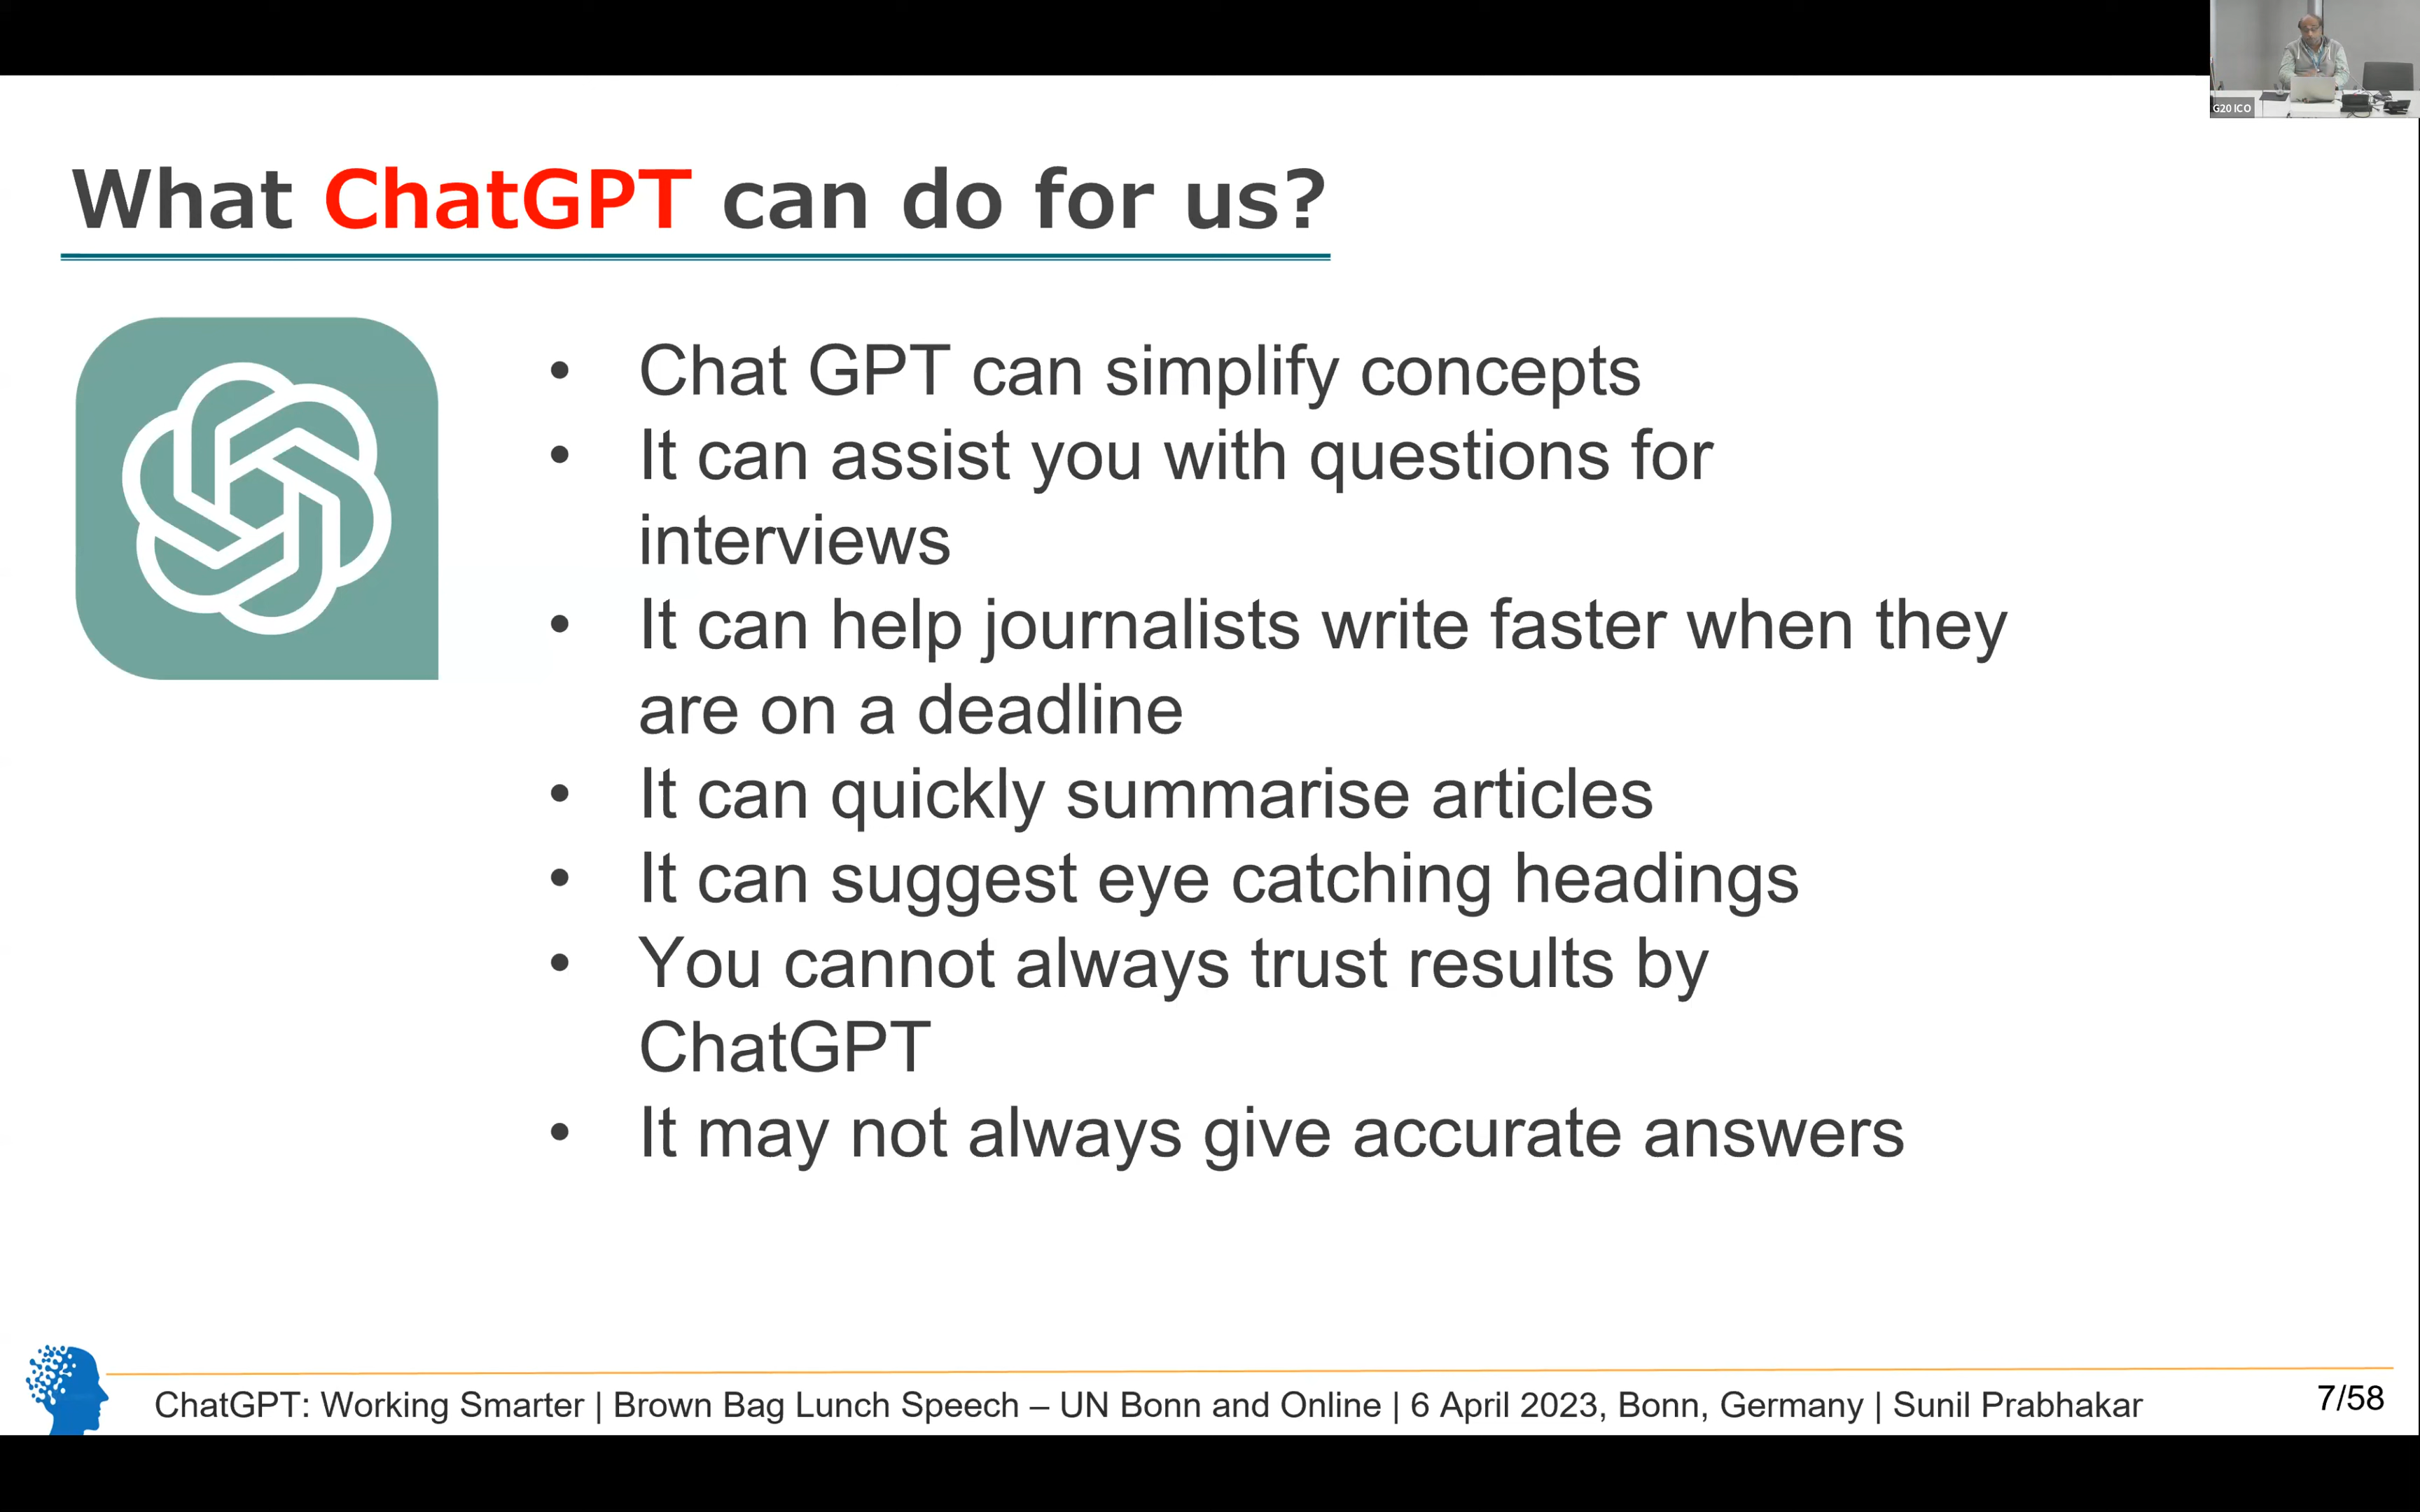 G20 ICO
What ChatGPT can do for us?
• Chat GPT can simplify concepts
• It can assist you with questions for
interviews
• It can help journalists write faster when they
are on a deadline
• It can quickly summarise articles
• It can suggest eye catching headings
• You cannot always trust results by
ChatGPT
• It may not always give accurate answers
ChatGPT: Working Smarter | Brown Bag Lunch Speech – UN Bonn and Online | 6 April 2023, Bonn, Germany | Sunil Prabhakar
7/58